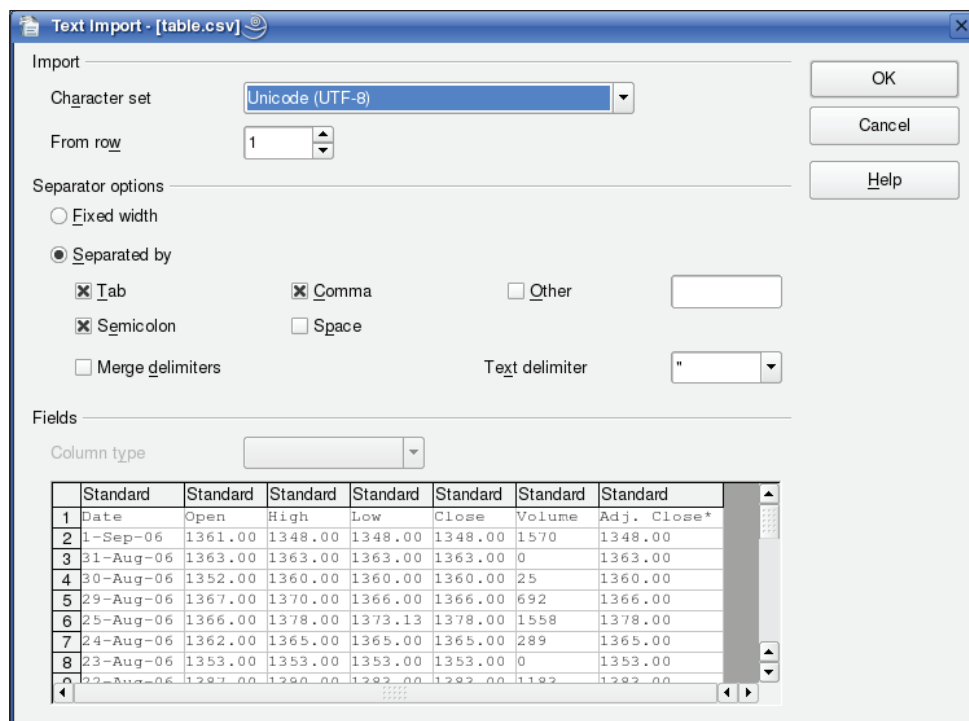 Text Import - [table.csv]
Import
OK
Character set Unicode (UTF-8)
Cancel
From row 1
Help
Separator options
Fixed width
Separated by
Tab Comma Other
Semicolon Space
Merge delimiters Text delimiter "
Fields
Column type
Standard Standard Standard Standard Standard Standard Standard
1 Date Open High Low Close Volume Adj. Close*
2 1-Sep-06 1361.00 1348.00 1348.00 1348.00 1570 1348.00
3 31-Aug-06 1363.00 1363.00 1363.00 1363.00 0 1363.00
4 30-Aug-06 1352.00 1360.00 1360.00 1360.00 25 1360.00
5 29-Aug-06 1367.00 1370.00 1366.00 1366.00 692 1366.00
6 25-Aug-06 1366.00 1378.00 1373.13 1378.00 1558 1378.00
7 24-Aug-06 1362.00 1365.00 1365.00 1365.00 289 1365.00
8 23-Aug-06 1353.00 1353.00 1353.00 1353.00 0 1353.00
9 22-Aug-06